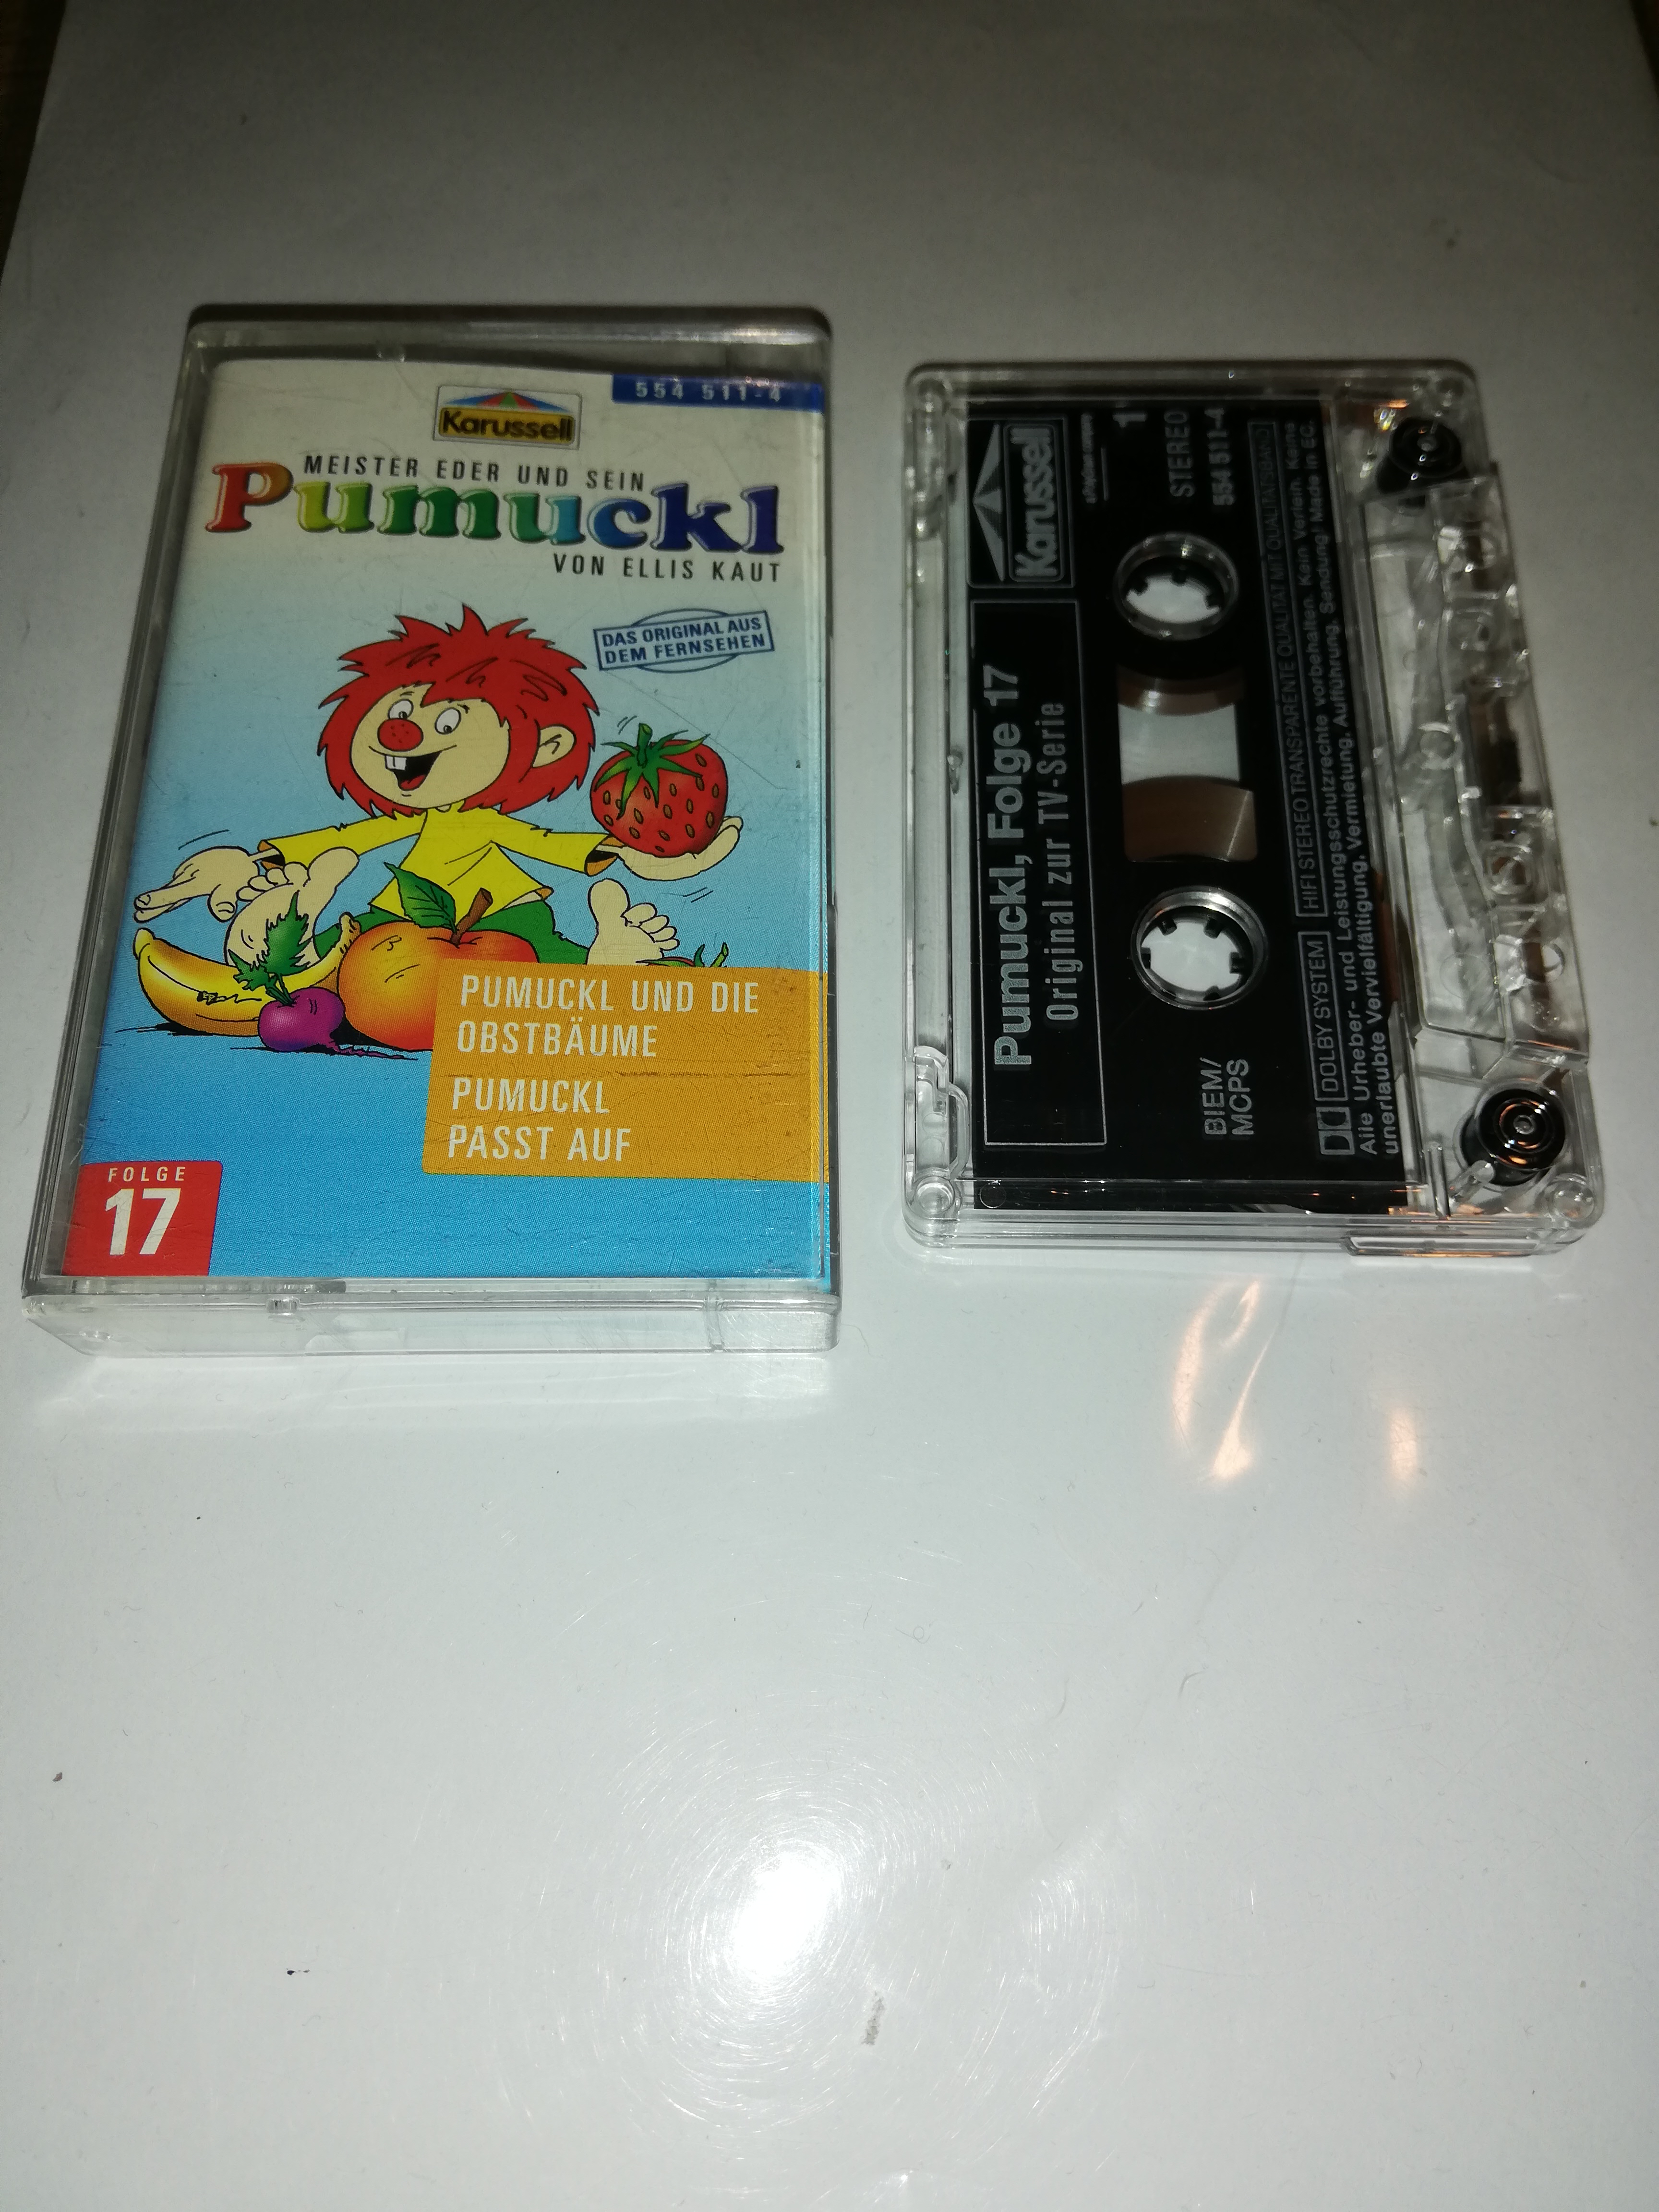 554 511-4
Karussell
MEISTER EDER UND SEIN
Pumuckl
VON ELLIS KAUT
DAS ORIGINAL AUS
DEM FERNSEHEN
PUMUCKL UND DIE
OBSTBÄUME
PUMUCKL
PASST AUF
FOLGE
17
Karussell
Pumuckl, Folge 17
Original zur TV-Serie
1
STEREO
554 511-4
BIEM/
MCPS
DOLBY SYSTEM
HIFI STEREO TRANSPARENTE QUALITÄT MIT QUALITÄTSBAND
Alle Urheber- und Leistungsschutzrechte vorbehalten. Kein Verleih. Keine
unerlaubte Vervielfältigung, Vermietung, Aufführung, Sendung! Made in EC.